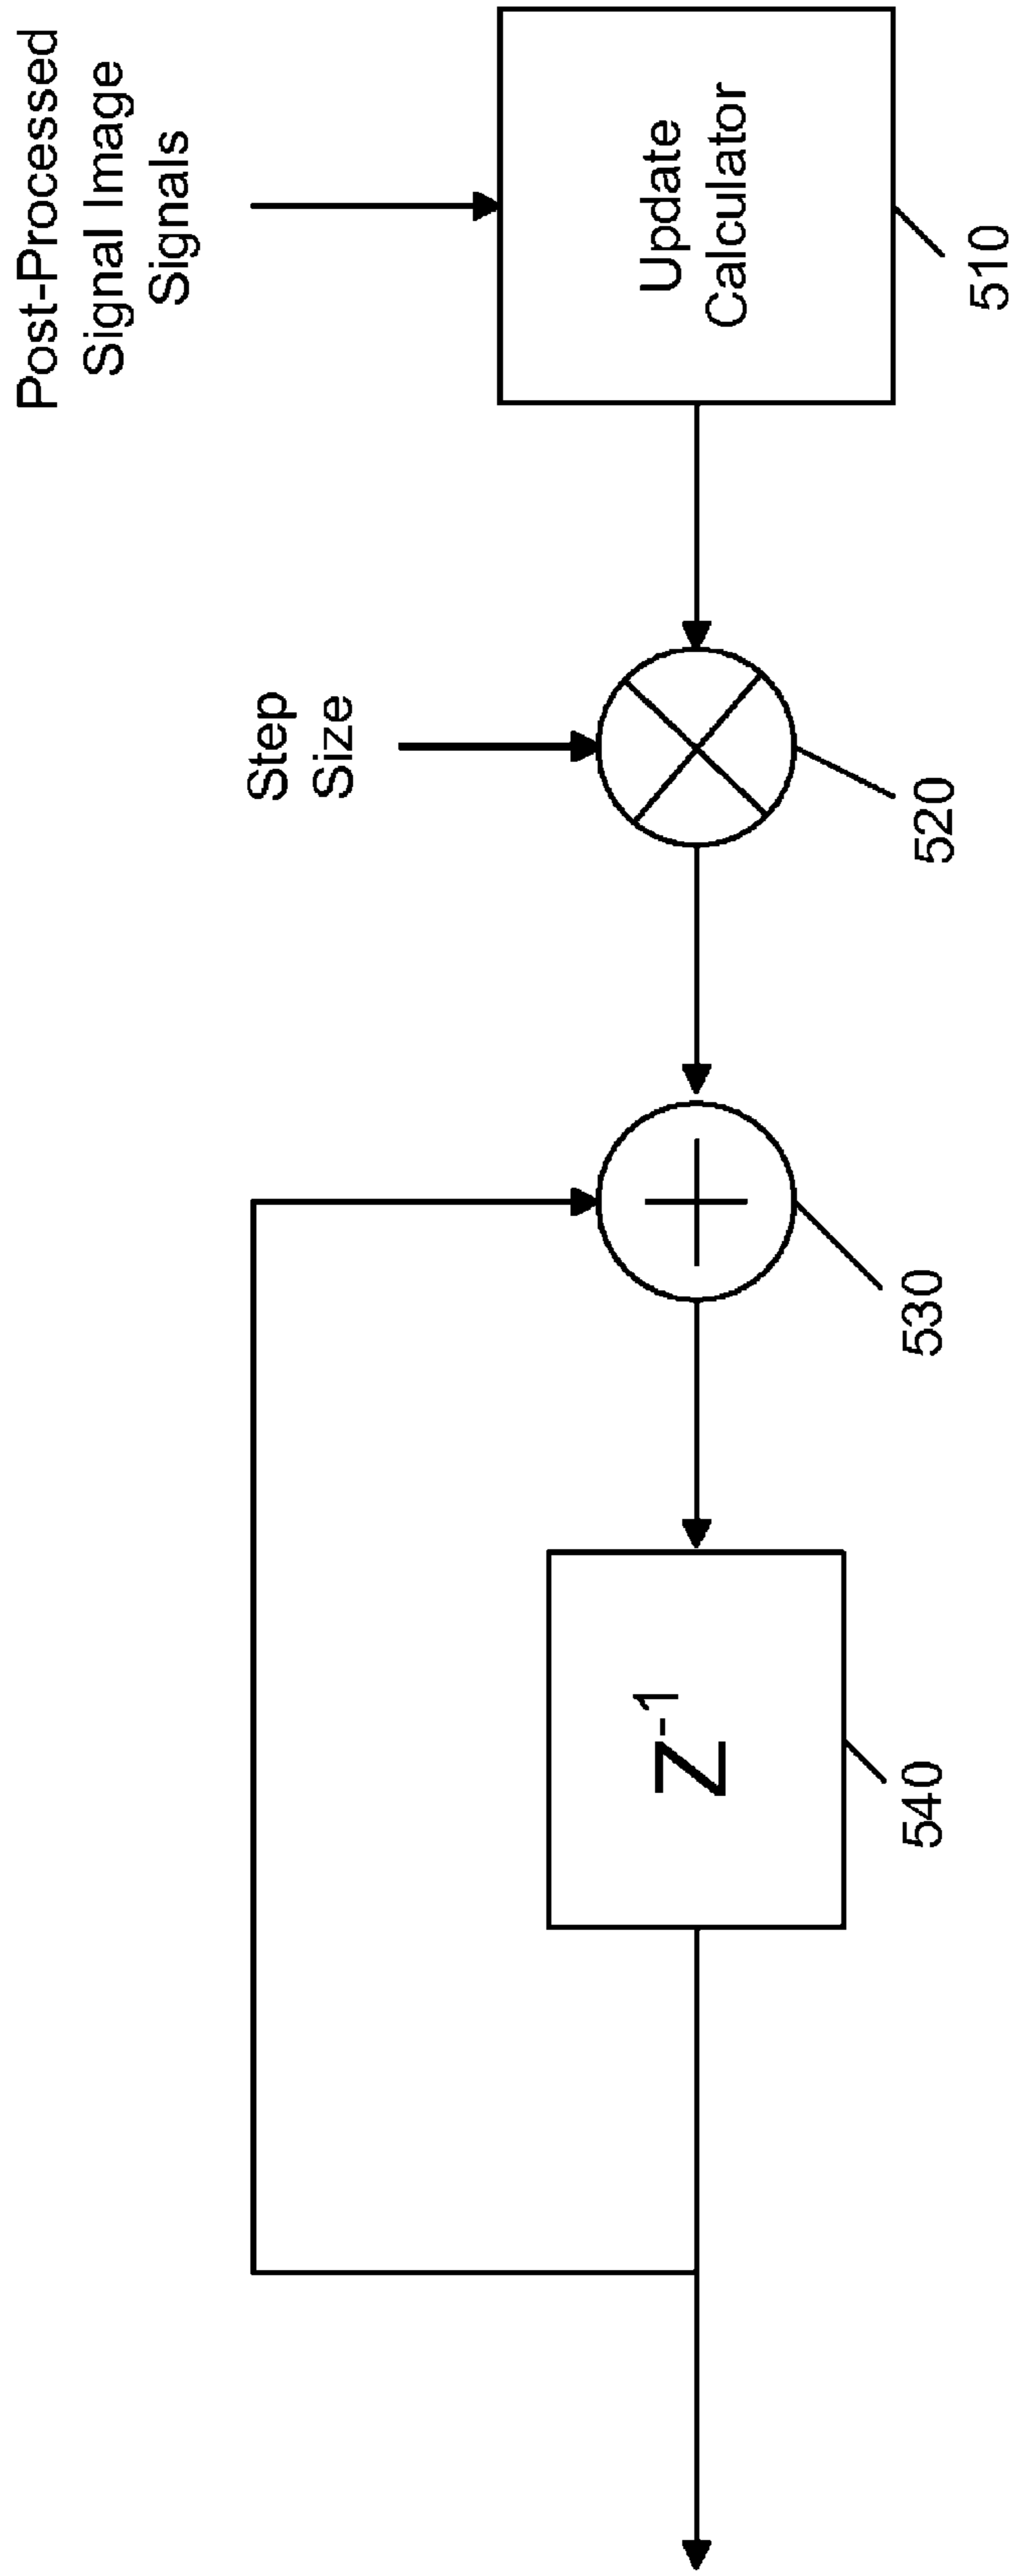 Post-Processed
Signal Image
Signals
Update
Calculator
510
Step
Size
520
530
Z-1
540